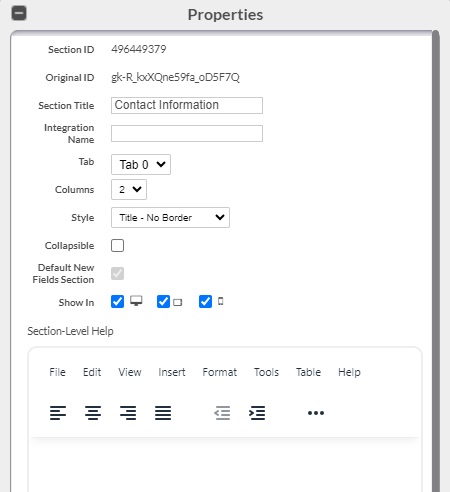 Properties
Section ID 496449379
Original ID gk-R_kxXQne59fa_oD5F7Q
Section Title Contact Information
Integration
Name
Tab Tab 0
Columns 2
Style Title - No Border
Collapsible
Default New
Fields Section
Show In
Section-Level Help
File Edit View Insert Format Tools Table Help